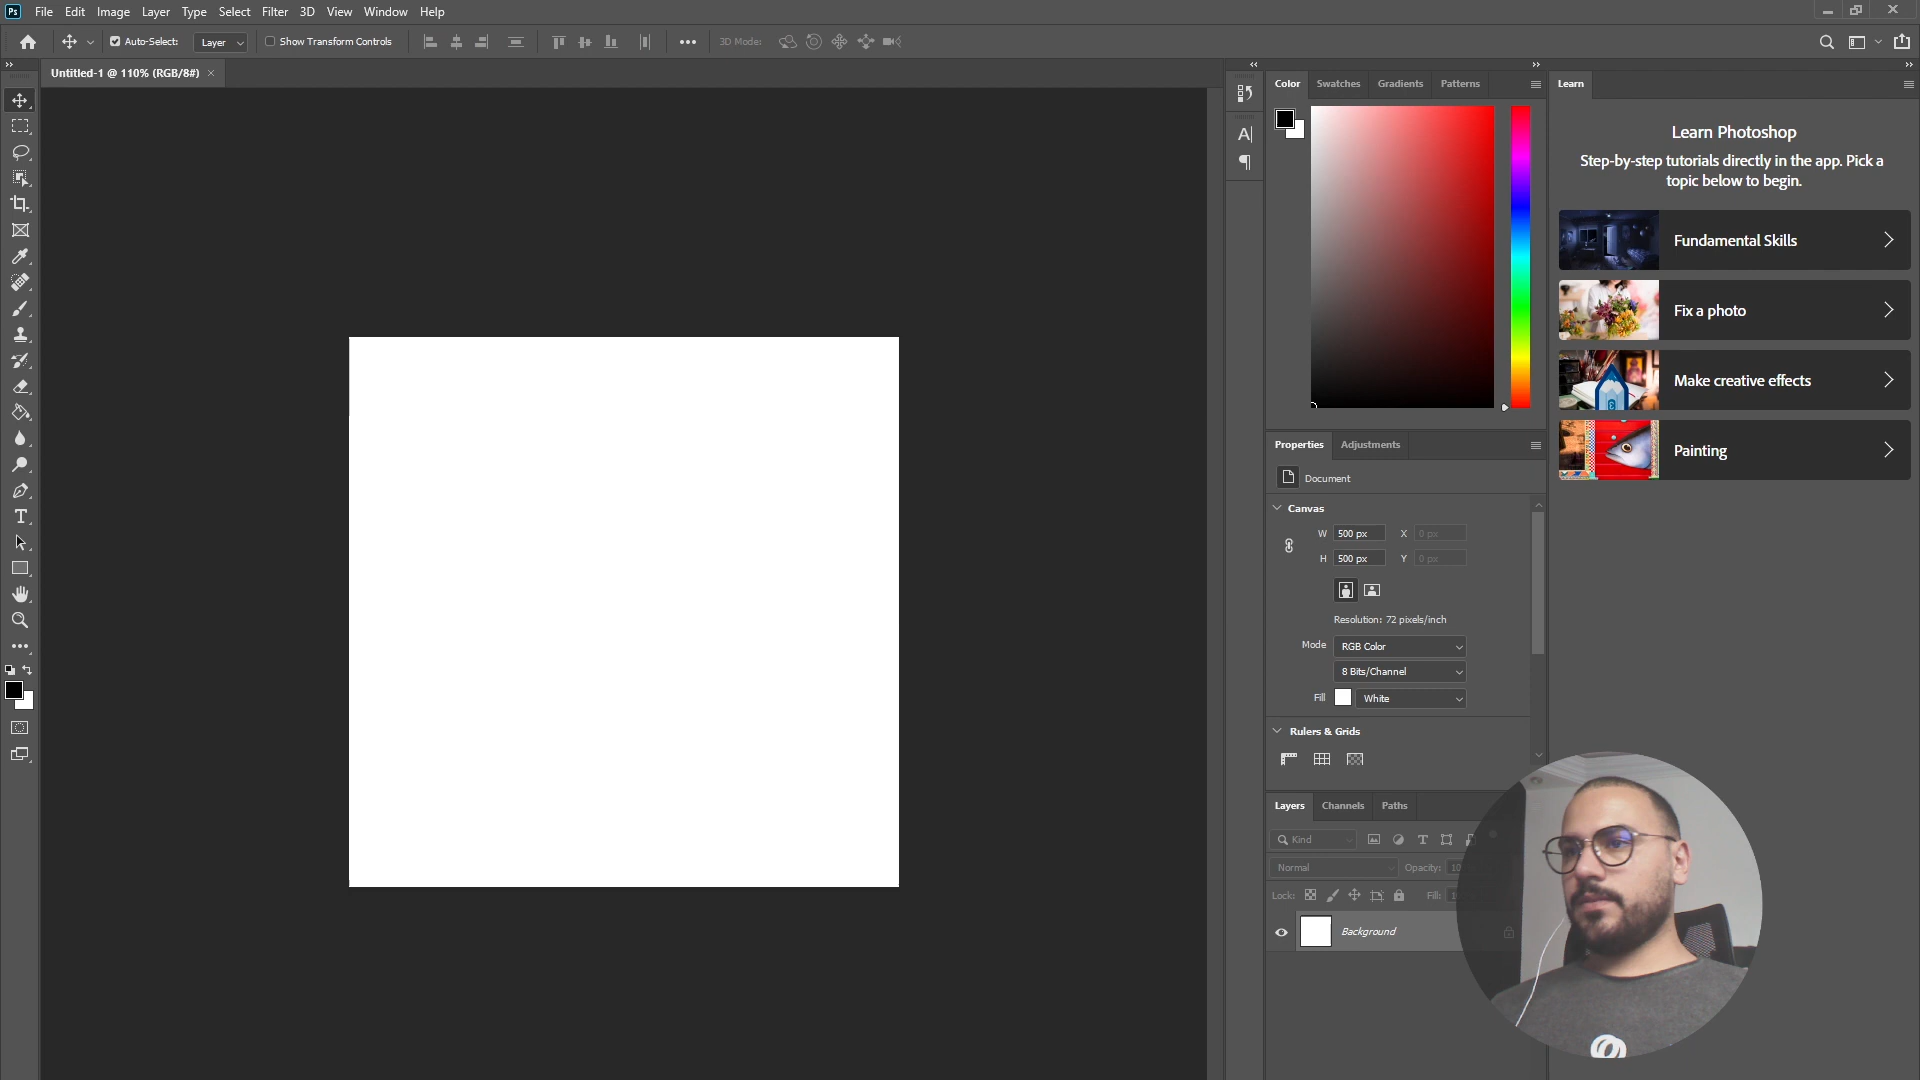 Ps File Edit Image Layer Type Select Filter 3D View Window Help
Auto-Select: Layer Show Transform Controls 3D Mode:
Untitled-1 @ 110% (RGB/8#)
Color Swatches Gradients Patterns
Learn
Learn Photoshop
Step-by-step tutorials directly in the app. Pick a
topic below to begin.
Fundamental Skills
Fix a photo
Make creative effects
Painting
Properties Adjustments
Document
Canvas
W 500 px X 0 px
H 500 px Y 0 px
Resolution: 72 pixels/inch
Mode RGB Color
8 Bits/Channel
Fill White
Rulers & Grids
Layers Channels Paths
Kind
Normal Opacity:
Lock: Fill:
Background